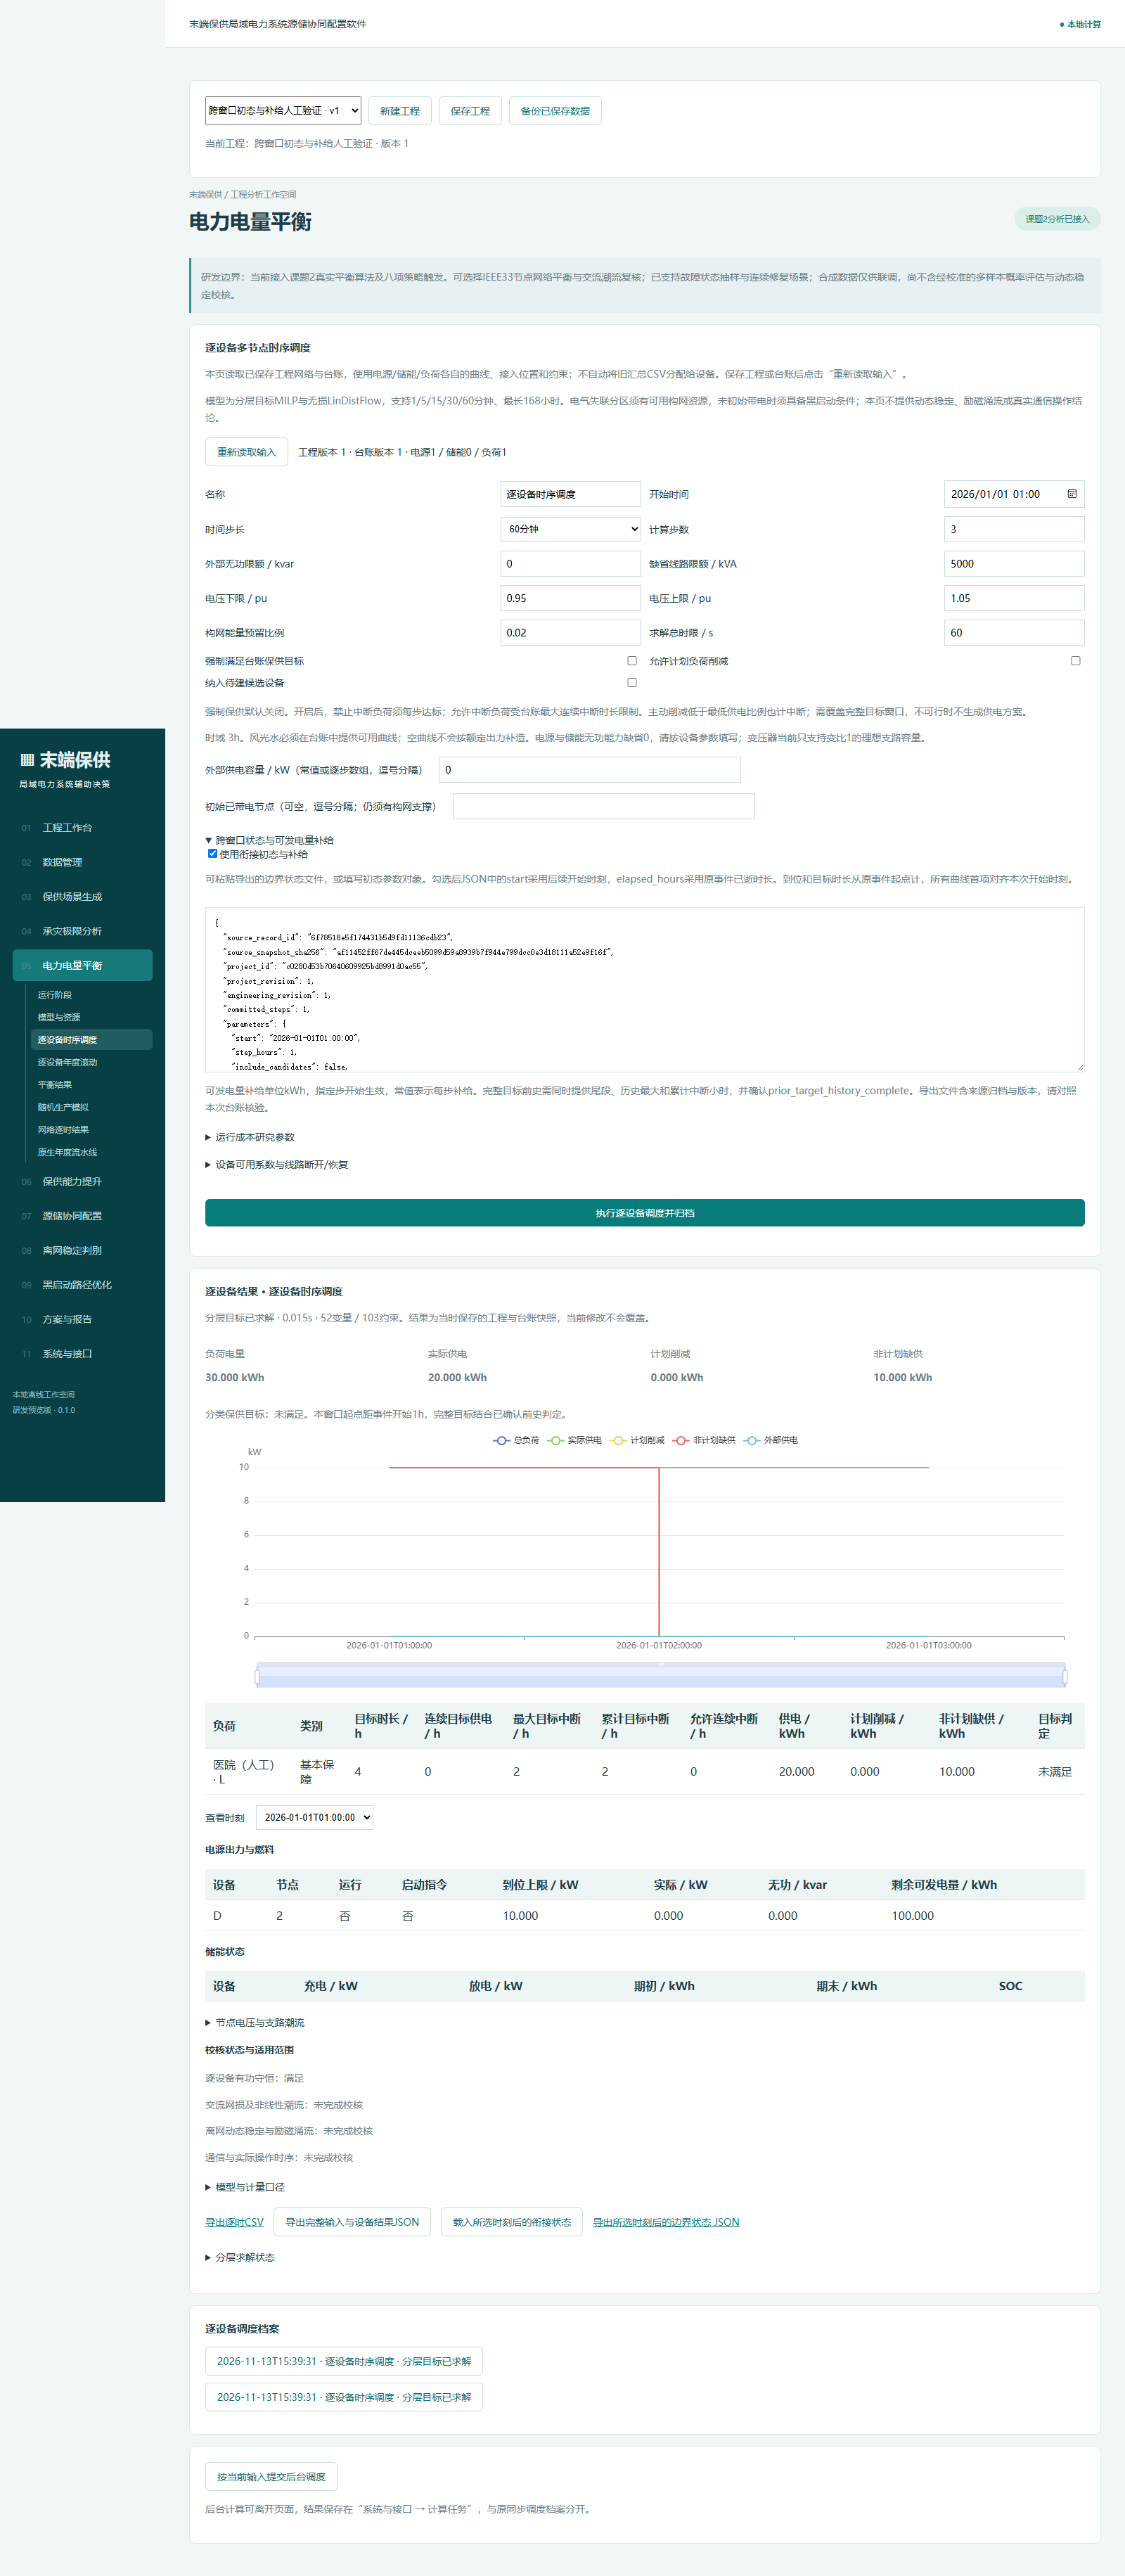 末端保供局域电力系统源储协同配置软件
● 本地计算
跨窗口初态与补给人工验证 · v1
新建工程
保存工程
备份已保存数据
当前工程：跨窗口初态与补给人工验证 · 版本 1
末端保供 / 工程分析工作空间
电力电量平衡
课题2分析已接入
研发边界：当前接入课题2真实平衡算法及八项策略触发。可选择IEEE33节点网络平衡与交流潮流复核；已支持故障状态抽样与连续修复场景；合成数据仅供联调，尚不含经校准的多样本概率评估与动态稳
定校核。
逐设备多节点时序调度
本页读取已保存工程网络与台账，使用电源/储能/负荷各自的曲线、接入位置和约束；不自动将旧汇总CSV分配给设备。保存工程或台账后点击“重新读取输入”。
模型为分层目标MILP与无损LinDistFlow，支持1/5/15/30/60分钟、最长168小时。电气失联分区须有可用构网资源，未初始带电时须具备黑启动条件；本页不提供动态稳定、励磁涌流或真实通信操作结
论。
重新读取输入
工程版本 1 · 台账版本 1 · 电源1 / 储能0 / 负荷1
名称
逐设备时序调度
开始时间
2026/01/01 01:00
时间步长
60分钟
计算步数
3
外部无功限额 / kvar
0
缺省线路限额 / kVA
5000
电压下限 / pu
0.95
电压上限 / pu
1.05
构网能量预留比例
0.02
求解总时限 / s
60
强制满足台账保供目标
允许计划负荷削减
纳入待建候选设备
强制保供默认关闭。开启后，禁止中断负荷须每步达标；允许中断负荷受台账最大连续中断时长限制。主动削减低于最低供电比例也计中断；需覆盖完整目标窗口，不可行时不生成供电方案。
时域 3h。风光水必须在台账中提供可用曲线；空曲线不会按额定出力补造。电源与储能无功能力缺省0，请按设备参数填写；变压器当前只支持变比1的理想支路容量。
外部供电容量 / kW（常值或逐步数组，逗号分隔）
0
初始已带电节点（可空，逗号分隔；仍须有构网支撑）
▼ 跨窗口状态与可发电量补给
使用衔接初态与补给
可粘贴导出的边界状态文件，或填写初态参数对象。勾选后JSON中的start采用后续开始时刻，elapsed_hours采用原事件已逝时长。到位和目标时长从原事件起点计，所有曲线首项对齐本次开始时刻。
{
"source_record_id": "6f78518e5f174431b5d9fd11136cdb23",
"source_snapshot_sha256": "af11452ff67de445dceeb5099d59a8939b7f944e799dcc0e3d18111a52e9f16f",
"project_id": "c0280d53b70640609925bd8991d0ac55",
"project_revision": 1,
"engineering_revision": 1,
"committed_steps": 1,
"parameters": {
"start": "2026-01-01T01:00:00",
"step_hours": 1,
"include_candidates": false,
可发电量补给单位kWh，指定步开始生效，常值表示每步补给。完整目标前史需同时提供尾段、历史最大和累计中断小时，并确认prior_target_history_complete。导出文件含来源归档与版本，请对照
本次台账核验。
▶ 运行成本研究参数
▶ 设备可用系数与线路断开/恢复
执行逐设备调度并归档
逐设备结果 · 逐设备时序调度
分层目标已求解 · 0.015s · 52变量 / 103约束。结果为当时保存的工程与台账快照，当前修改不会覆盖。
负荷电量
实际供电
计划削减
非计划缺供
30.000 kWh
20.000 kWh
0.000 kWh
10.000 kWh
分类保供目标：未满足。本窗口起点距事件开始1h，完整目标结合已确认前史判定。
总负荷
实际供电
计划削减
非计划缺供
外部供电
kW
10
8
6
4
2
0
2026-01-01T01:00:00
2026-01-01T02:00:00
2026-01-01T03:00:00
负荷 类别 目标时长 / h 连续目标供电 / h 最大目标中断 / h 累计目标中断 / h 允许连续中断 / h 供电 / kWh 计划削减 / kWh 非计划缺供 / kWh 目标判定
医院（人工） · L 基本保障 4 0 2 2 0 20.000 0.000 10.000 未满足
查看时刻
2026-01-01T01:00:00
电源出力与燃料
设备 节点 运行 启动指令 到位上限 / kW 实际 / kW 无功 / kvar 剩余可发电量 / kWh
D 2 否 否 10.000 0.000 0.000 100.000
储能状态
设备 充电 / kW 放电 / kW 期初 / kWh 期末 / kWh SOC
▶ 节点电压与支路潮流
校核状态与适用范围
逐设备有功守恒：满足
交流网损及非线性潮流：未完成校核
离网动态稳定与励磁涌流：未完成校核
通信与实际操作时序：未完成校核
▶ 模型与计量口径
导出逐时CSV
导出完整输入与设备结果JSON
载入所选时刻后的衔接状态
导出所选时刻后的边界状态 JSON
▶ 分层求解状态
逐设备调度档案
2026-11-13T15:39:31 · 逐设备时序调度 · 分层目标已求解
2026-11-13T15:39:31 · 逐设备时序调度 · 分层目标已求解
按当前输入提交后台调度
后台计算可离开页面，结果保存在“系统与接口 → 计算任务”，与原同步调度档案分开。
▦ 末端保供
局域电力系统辅助决策
01 工程工作台
02 数据管理
03 保供场景生成
04 承灾极限分析
05 电力电量平衡
运行阶段
模型与资源
逐设备时序调度
逐设备年度滚动
平衡结果
随机生产模拟
网络逐时结果
原生年度流水线
06 保供能力提升
07 源储协同配置
08 离网稳定判别
09 黑启动路径优化
10 方案与报告
11 系统与接口
本地离线工作空间
研发预览版 · 0.1.0